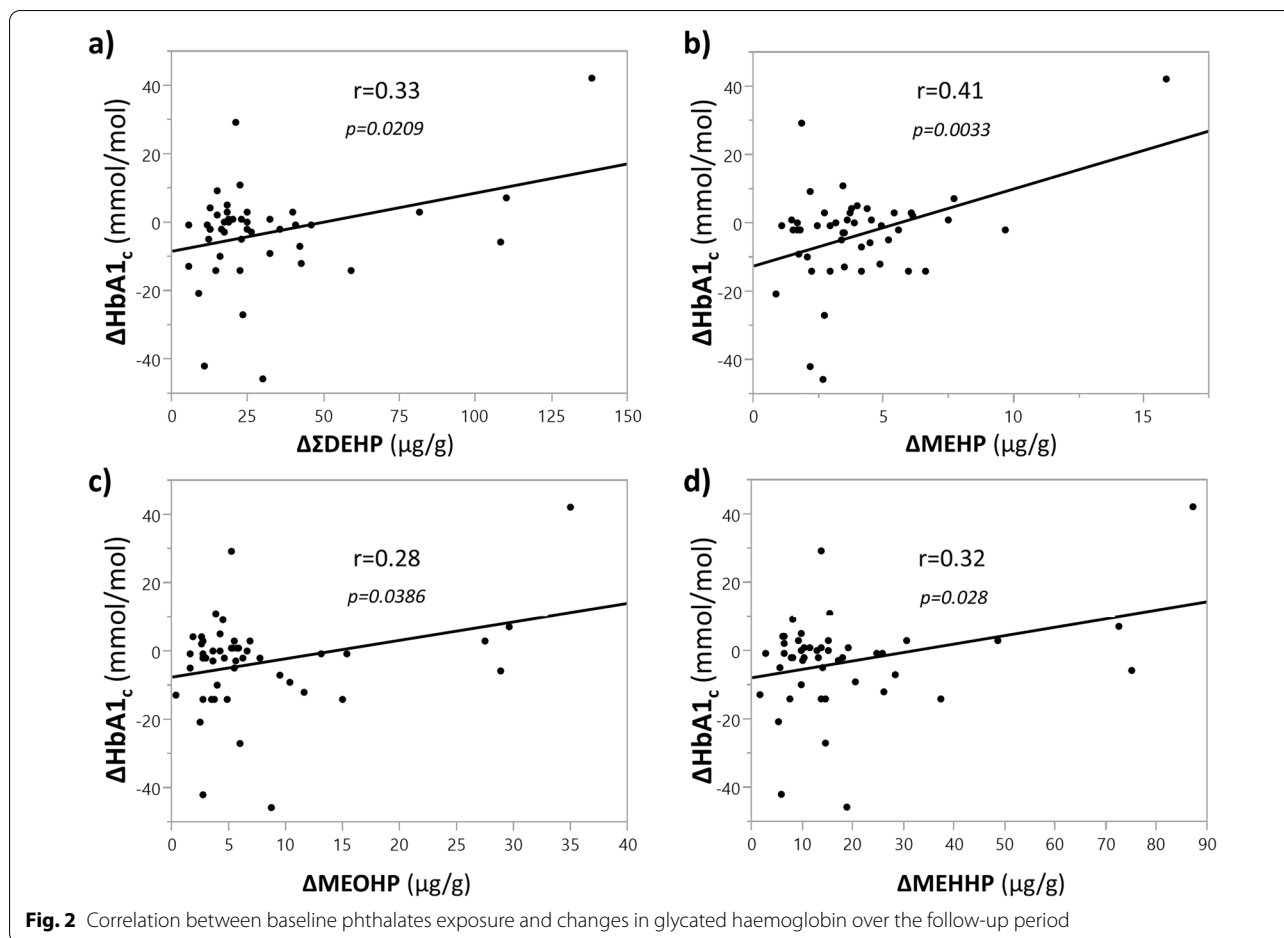 a)
r=0.33
p=0.0209
ΔHbA1c (mmol/mol)
40
20
0
-20
-40
0 25 50 75 100 125 150
ΔΣDEHP (µg/g)
b)
r=0.41
p=0.0033
ΔHbA1c (mmol/mol)
40
20
0
-20
-40
0 5 10 15
ΔMEHP (µg/g)
c)
r=0.28
p=0.0386
ΔHbA1c (mmol/mol)
40
20
0
-20
-40
0 5 10 15 20 25 30 35 40
ΔMEOHP (µg/g)
d)
r=0.32
p=0.028
ΔHbA1c (mmol/mol)
40
20
0
-20
-40
0 10 20 30 40 50 60 70 80 90
ΔMEHHP (µg/g)
Fig. 2 Correlation between baseline phthalates exposure and changes in glycated haemoglobin over the follow-up period